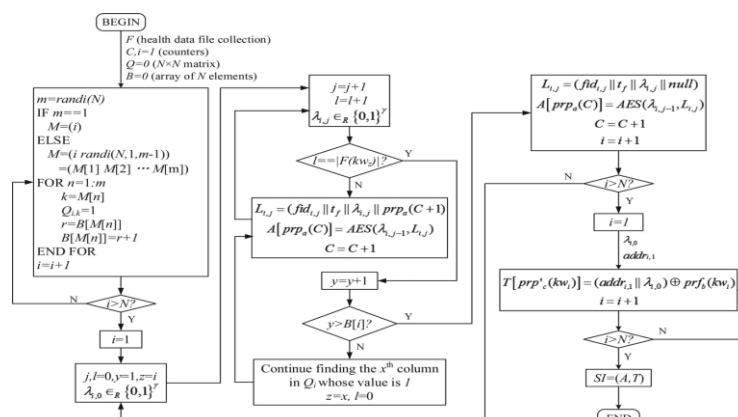 BEGIN
F (health data file collection)
C,i=1 (counters)
Q=0 (N×N matrix)
B=0 (array of N elements)
m=randi(N)
IF m==1
M=(i)
ELSE
M=(i randi(N,1,m-1))
=(M[1] M[2] ⋯ M[m])
FOR n=1:m
k=M[n]
Q_{i,k}=1
r=B[M[n]]
B[M[n]]=r+1
END FOR
i=i+1
i>N?
N
Y
i=1
j,l=0,y=1,z=i
λ_{i,0} ∈_R {0,1}^γ
j=j+1
l=l+1
λ_{i,j} ∈_R {0,1}^γ
l==|F(kw_z)|?
Y
N
L_{i,j}=(fid_{i,j}||t_f||λ_{i,j}||prp_a(C+1)
A[prp_a(C)]=AES(λ_{i,j-1},L_{i,j})
C=C+1
y=y+1
y>B[i]?
Y
N
Continue finding the x^{th} column
in Q_i whose value is 1
z=x, l=0
L_{i,j}=(fid_{i,j}||t_f||λ_{i,j}||null)
A[prp_a(C)]=AES(λ_{i,j-1},L_{i,j})
C=C+1
i=i+1
i>N?
N
Y
i=1
λ_{i,0}
addr_{i,1}
T[prp'_c(kw_i)]=(addr_{i,1}||λ_{i,0})⊕prf_b(kw_i)
i=i+1
i>N?
N
Y
SI=(A,T)
END